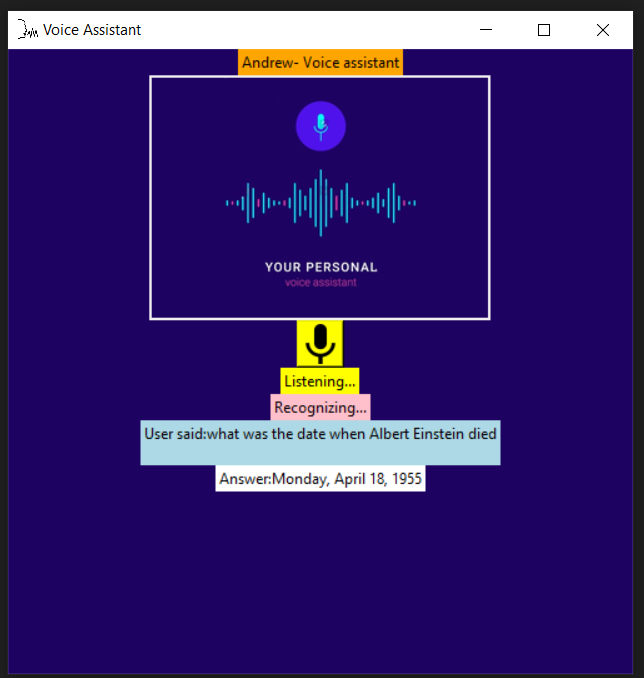 Voice Assistant
Andrew- Voice assistant
YOUR PERSONAL
voice assistant
Listening...
Recognizing...
User said:what was the date when Albert Einstein died
Answer:Monday, April 18, 1955